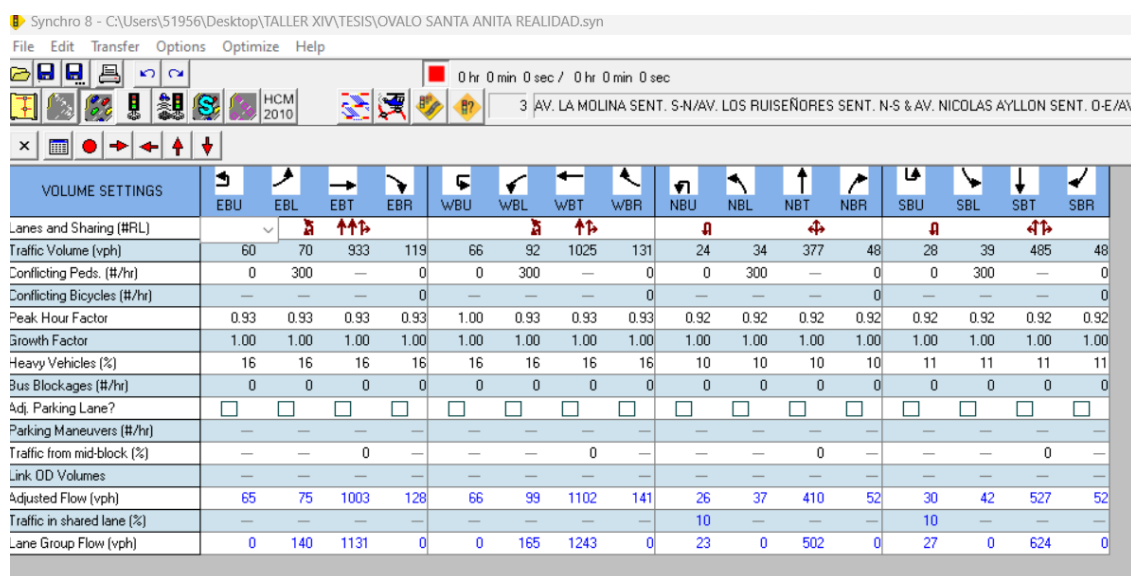 Synchro 8 - C:\Users\51956\Desktop\TALLER XIV\TESIS\OVALO SANTA ANITA REALIDAD.syn
File Edit Transfer Options Optimize Help
0 hr 0 min 0 sec / 0 hr 0 min 0 sec
HCM 2010 3 AV. LA MOLINA SENT. S-N/AV. LOS RUISEÑORES SENT. N-S & AV. NICOLAS AYLLON SENT. O-E/AV
VOLUME SETTINGS EBU EBL EBT EBR WBU WBL WBT WBR NBU NBL NBT NBR SBU SBL SBT SBR
Lanes and Sharing (#RL)
Traffic Volume (vph) 60 70 933 119 66 92 1025 131 24 34 377 48 28 39 485 48
Conflicting Peds. (#/hr) 0 300 — 0 0 300 — 0 0 300 — 0 0 300 — 0
Conflicting Bicycles (#/hr) — — — 0 — — — 0 — — — 0 — — — 0
Peak Hour Factor 0.93 0.93 0.93 0.93 1.00 0.93 0.93 0.93 0.92 0.92 0.92 0.92 0.92 0.92 0.92 0.92
Growth Factor 1.00 1.00 1.00 1.00 1.00 1.00 1.00 1.00 1.00 1.00 1.00 1.00 1.00 1.00 1.00 1.00
Heavy Vehicles (%) 16 16 16 16 16 16 16 16 10 10 10 10 11 11 11 11
Bus Blockages (#/hr) 0 0 0 0 0 0 0 0 0 0 0 0 0 0 0 0
Adj. Parking Lane?
Parking Maneuvers (#/hr) — — — — — — — — — — — — — — — —
Traffic from mid-block (%) — — 0 — — — 0 — — — 0 — — — 0 —
Link OD Volumes — — — — — — — — — — — — — — — —
Adjusted Flow (vph) 65 75 1003 128 66 99 1102 141 26 37 410 52 30 42 527 52
Traffic in shared lane (%) — — — — — — — — 10 — — — 10 — — —
Lane Group Flow (vph) 0 140 1131 0 0 165 1243 0 23 0 502 0 27 0 624 0